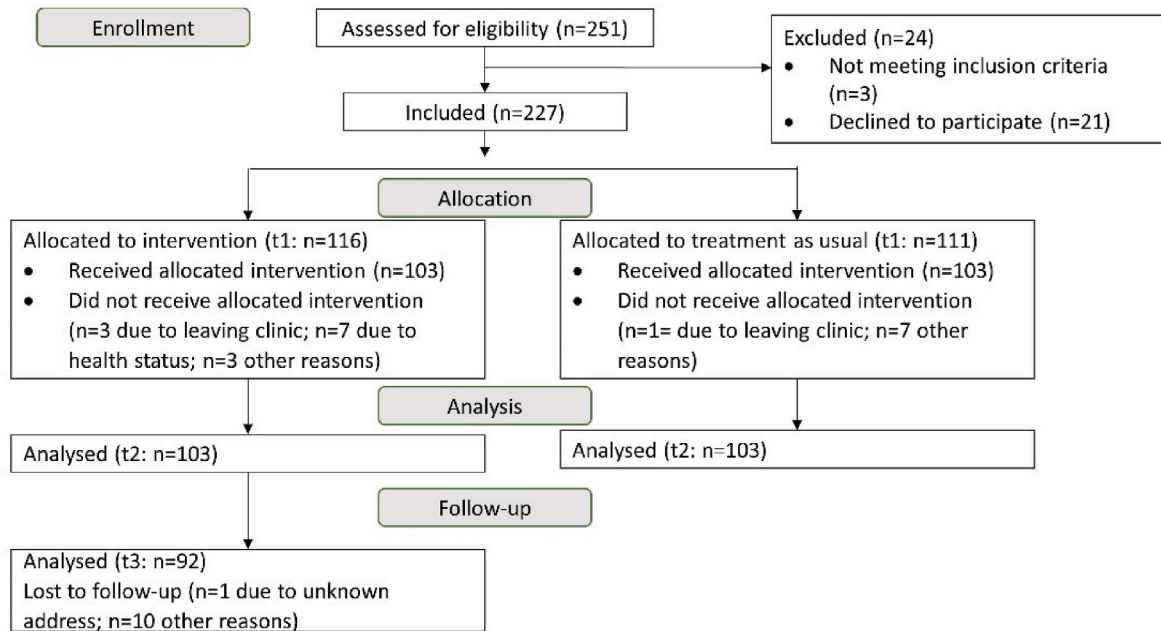 Enrollment
Assessed for eligibility (n=251)
Excluded (n=24)
• Not meeting inclusion criteria
(n=3)
• Declined to participate (n=21)
Included (n=227)
Allocation
Allocated to intervention (t1: n=116)
• Received allocated intervention (n=103)
• Did not receive allocated intervention
(n=3 due to leaving clinic; n=7 due to
health status; n=3 other reasons)
Allocated to treatment as usual (t1: n=111)
• Received allocated intervention (n=103)
• Did not receive allocated intervention
(n=1= due to leaving clinic; n=7 other
reasons)
Analysis
Analysed (t2: n=103)
Analysed (t2: n=103)
Follow-up
Analysed (t3: n=92)
Lost to follow-up (n=1 due to unknown
address; n=10 other reasons)